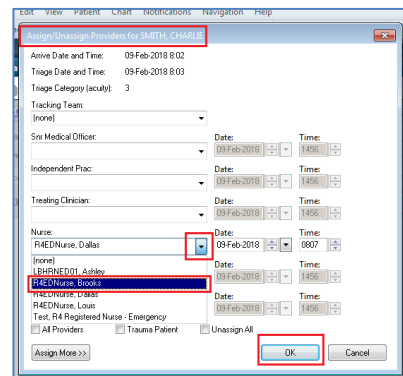 Edit View Patient Chart Notifications Navigation Help
Assign/Unassign Providers for SMITH, CHARLIE
Arrive Date and Time: 09-Feb-2018 8:02
Triage Date and Time: 09-Feb-2018 8:03
Triage Category (acuity): 3
Tracking Team:
(none)
Snr Medical Officer: Date: Time:
09-Feb-2018 1456
Independent Prac: Date: Time:
09-Feb-2018 1456
Treating Clinician: Date: Time:
09-Feb-2018 1456
Nurse: Date: Time:
R4EDNurse, Dallas 09-Feb-2018 0807
(none) Date: Time:
LBHRNED01, Ashley 09-Feb-2018 1456
R4EDNurse, Brooks
R4EDNurse, Dallas Date: Time:
R4EDNurse, Louis 09-Feb-2018 1456
Test, R4 Registered Nurse - Emergency
All Providers Trauma Patient Unassign All
Assign More >> OK Cancel